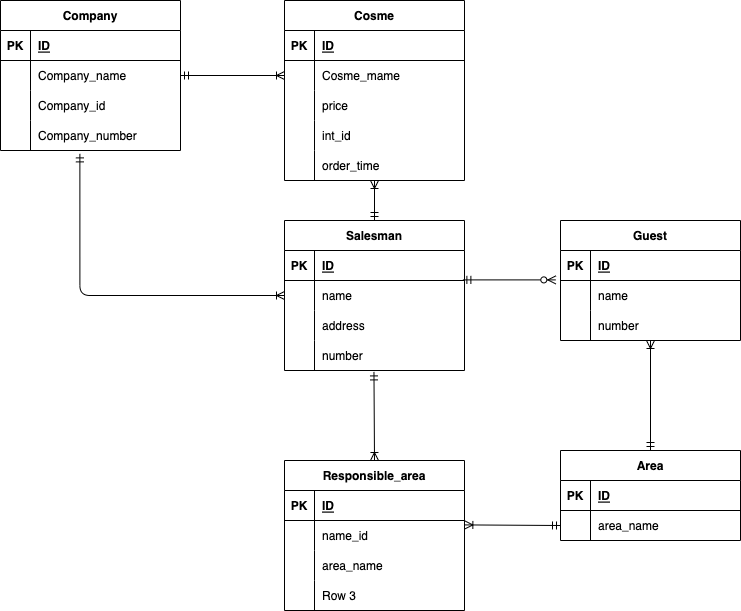 Company
PK ID
Company_name
Company_id
Company_number
Cosme
PK ID
Cosme_mame
price
int_id
order_time
Salesman
PK ID
name
address
number
Guest
PK ID
name
number
Responsible_area
PK ID
name_id
area_name
Row 3
Area
PK ID
area_name